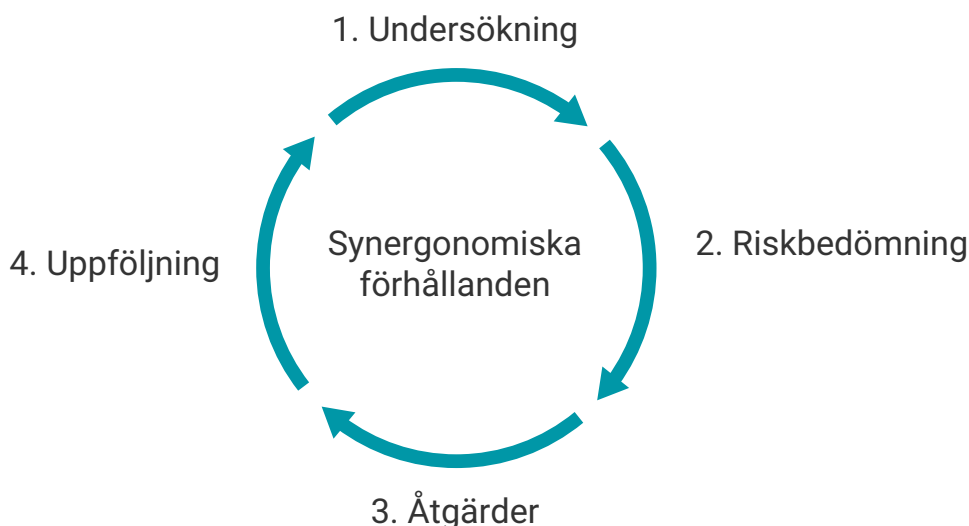 1. Undersökning
2. Riskbedömning
3. Åtgärder
4. Uppföljning
Synergonomiska
förhållanden